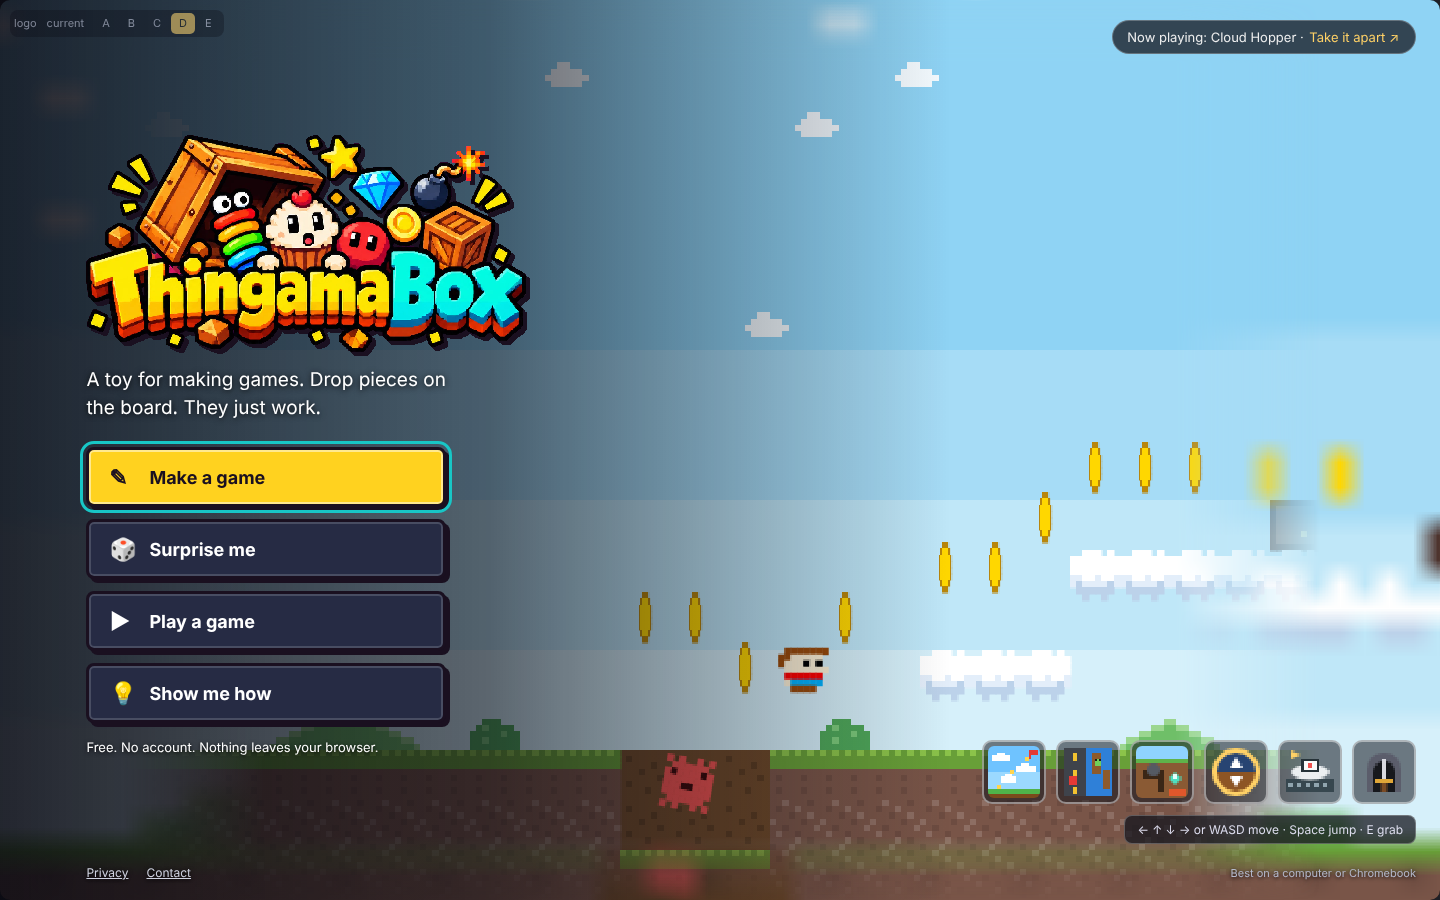 logo current A B C D E
Now playing: Cloud Hopper · Take it apart ↗
ThingamaBox
A toy for making games. Drop pieces on
the board. They just work.
Make a game
Surprise me
Play a game
Show me how
Free. No account. Nothing leaves your browser.
← ↑ ↓ → or WASD move · Space jump · E grab
Privacy Contact
Best on a computer or Chromebook